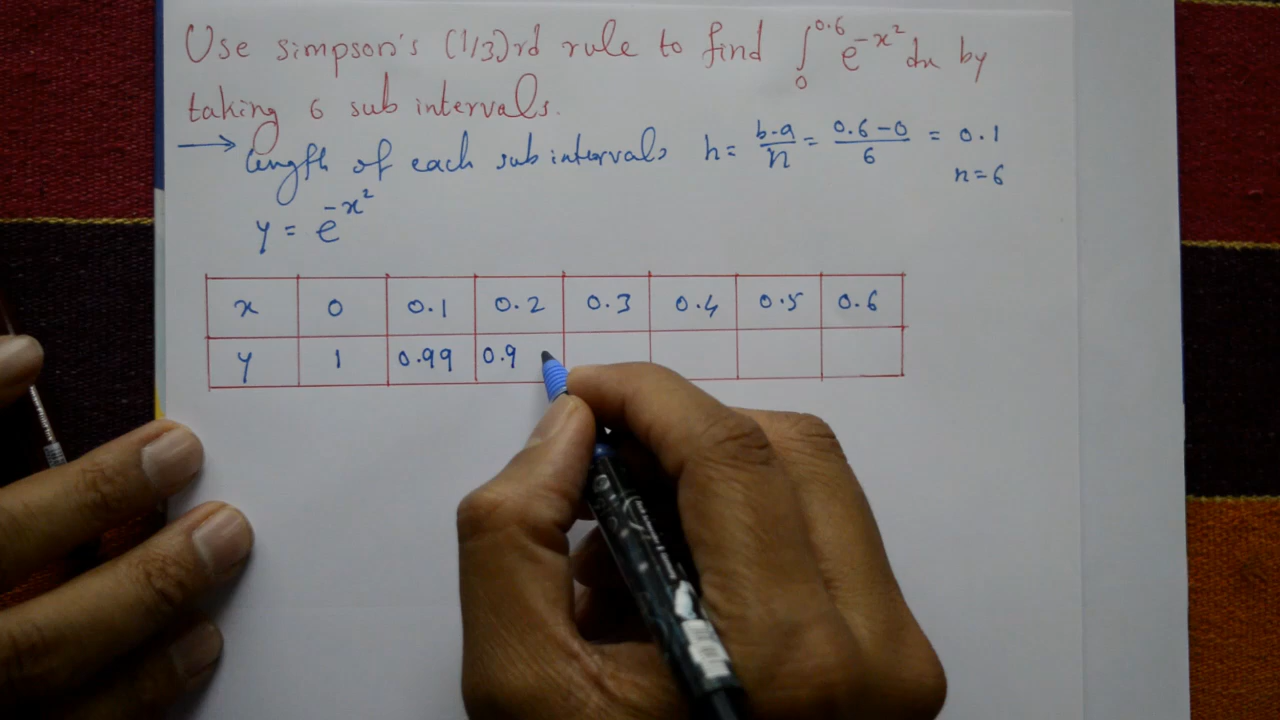 Use simpson's (1/3)rd rule to find ∫₀^0.6 e^-x² dx by
taking 6 sub intervals.
→ length of each sub intervals h = b-a/n = 0.6-0/6 = 0.1
n=6
y = e^-x²
x 0 0.1 0.2 0.3 0.4 0.5 0.6
y 1 0.99 0.9